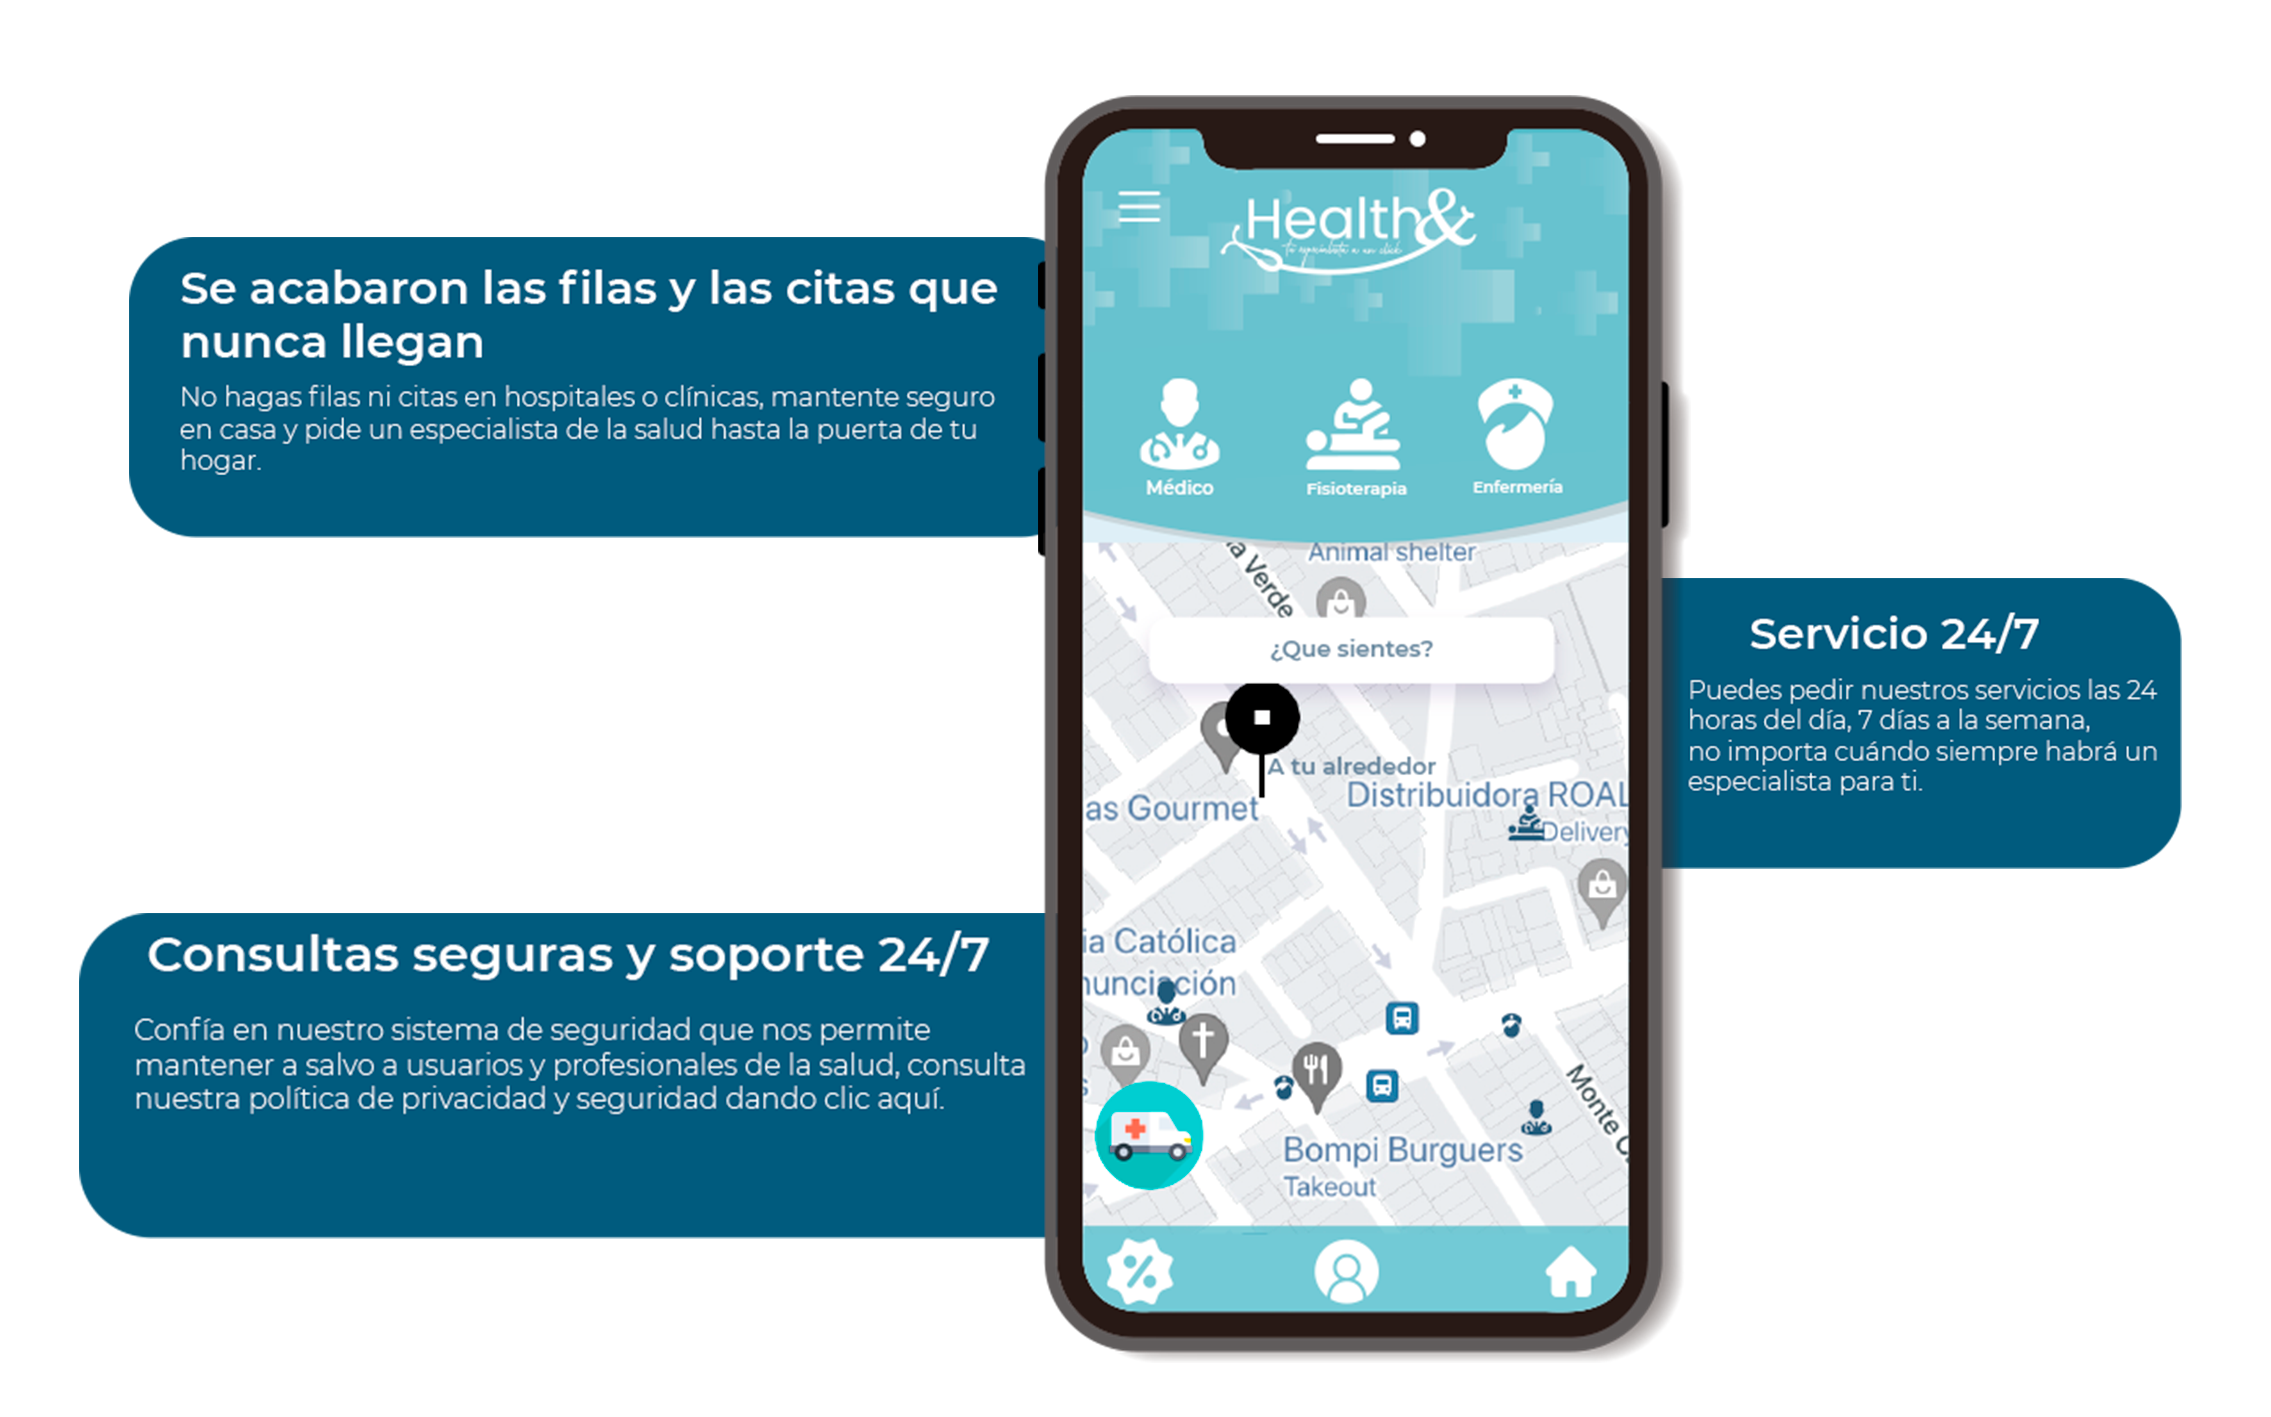 Se acabaron las filas y las citas que
nunca llegan
No hagas filas ni citas en hospitales o clínicas, mantente seguro
en casa y pide un especialista de la salud hasta la puerta de tu
hogar.
Consultas seguras y soporte 24/7
Confía en nuestro sistema de seguridad que nos permite
mantener a salvo a usuarios y profesionales de la salud, consulta
nuestra política de privacidad y seguridad dando clic aquí.
Health&
tu especialista a un click
Médico
Fisioterapia
Enfermería
Animal shelter
Verde
¿Que sientes?
A tu alrededor
as Gourmet
Distribuidora ROAL
Delivery
ia Católica
nunciación
Monte
Bompi Burguers
Takeout
Servicio 24/7
Puedes pedir nuestros servicios las 24
horas del día, 7 días a la semana,
no importa cuándo siempre habrá un
especialista para ti.